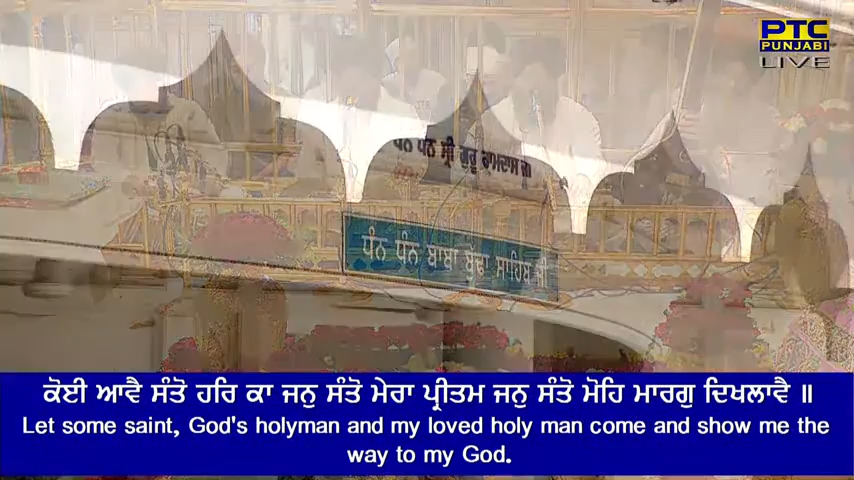 PTC
PUNJABI
LIVE
ਧੰਨ ਧੰਨ ਸ੍ਰੀ ਗੁਰੂ ਰਾਮਦਾਸ ਜੀ
ਧੰਨ ਧੰਨ ਬਾਬਾ ਬੁੱਢਾ ਸਾਹਿਬ ਜੀ
ਕੋਈ ਆਵੈ ਸੰਤੋ ਹਰਿ ਕਾ ਜਨੁ ਸੰਤੋ ਮੇਰਾ ਪ੍ਰੀਤਮ ਜਨੁ ਸੰਤੋ ਮੋਹਿ ਮਾਰਗੁ ਦਿਖਲਾਵੈ ॥
Let some saint, God's holyman and my loved holy man come and show me the
way to my God.